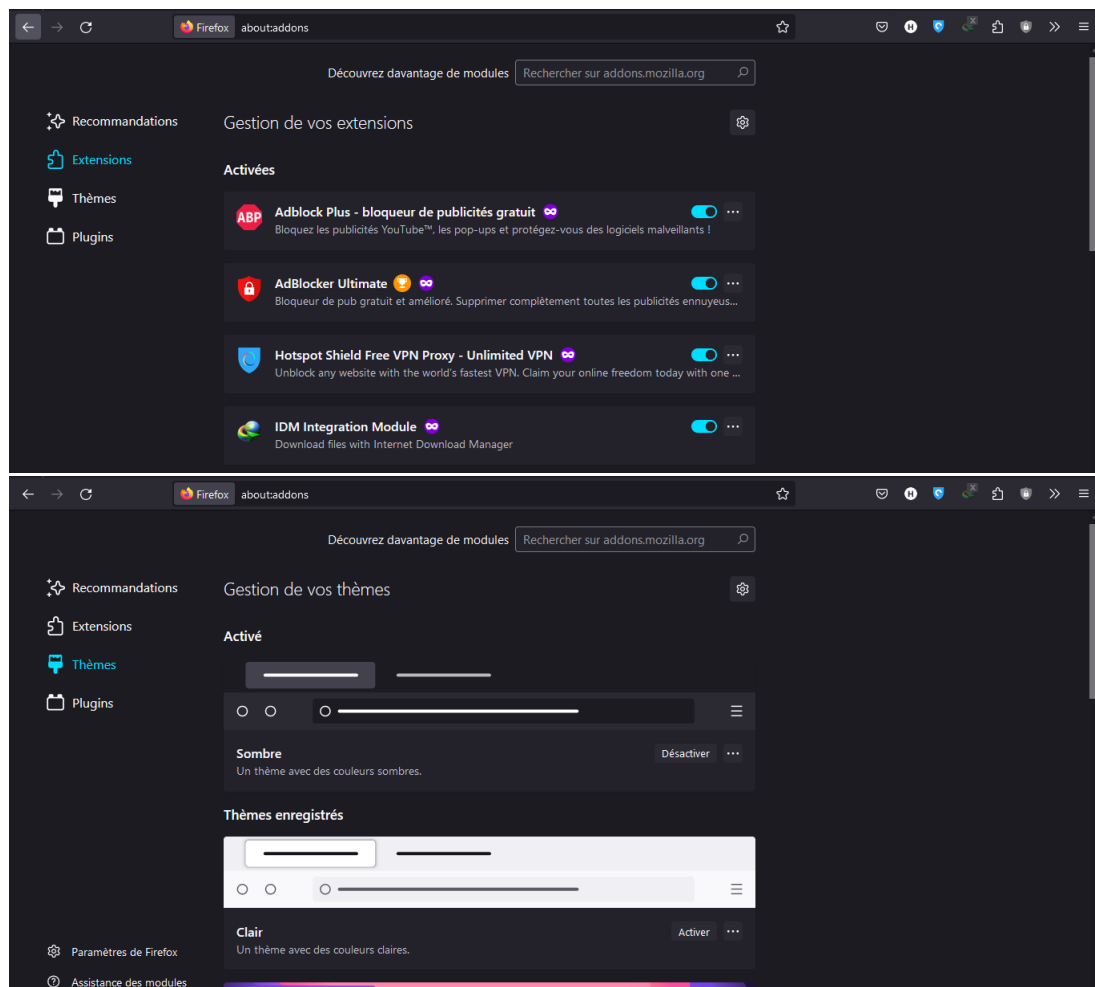 Firefox about:addons
Découvrez davantage de modules Rechercher sur addons.mozilla.org
Recommandations
Extensions
Thèmes
Plugins
Gestion de vos extensions
Activées
ABP
Adblock Plus - bloqueur de publicités gratuit
Bloquez les publicités YouTube™, les pop-ups et protégez-vous des logiciels malveillants !
AdBlocker Ultimate
Bloqueur de pub gratuit et amélioré. Supprimer complètement toutes les publicités ennuyeus...
Hotspot Shield Free VPN Proxy - Unlimited VPN
Unblock any website with the world's fastest VPN. Claim your online freedom today with one ...
IDM Integration Module
Download files with Internet Download Manager
Firefox about:addons
Découvrez davantage de modules Rechercher sur addons.mozilla.org
Recommandations
Extensions
Thèmes
Plugins
Gestion de vos thèmes
Activé
Sombre
Désactiver
Un thème avec des couleurs sombres.
Thèmes enregistrés
Clair
Activer
Un thème avec des couleurs claires.
Paramètres de Firefox
Assistance des modules